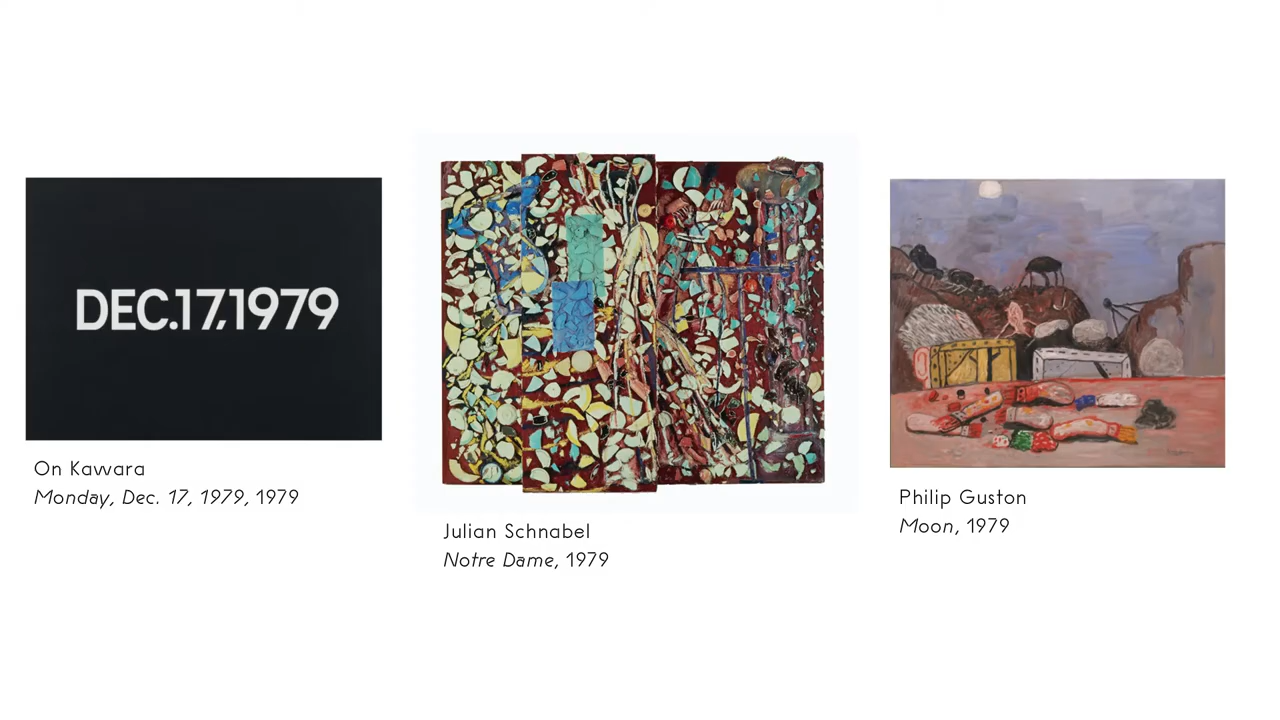 DEC.17,1979
On Kawara
Monday, Dec. 17, 1979, 1979
Julian Schnabel
Notre Dame, 1979
Philip Guston
Moon, 1979